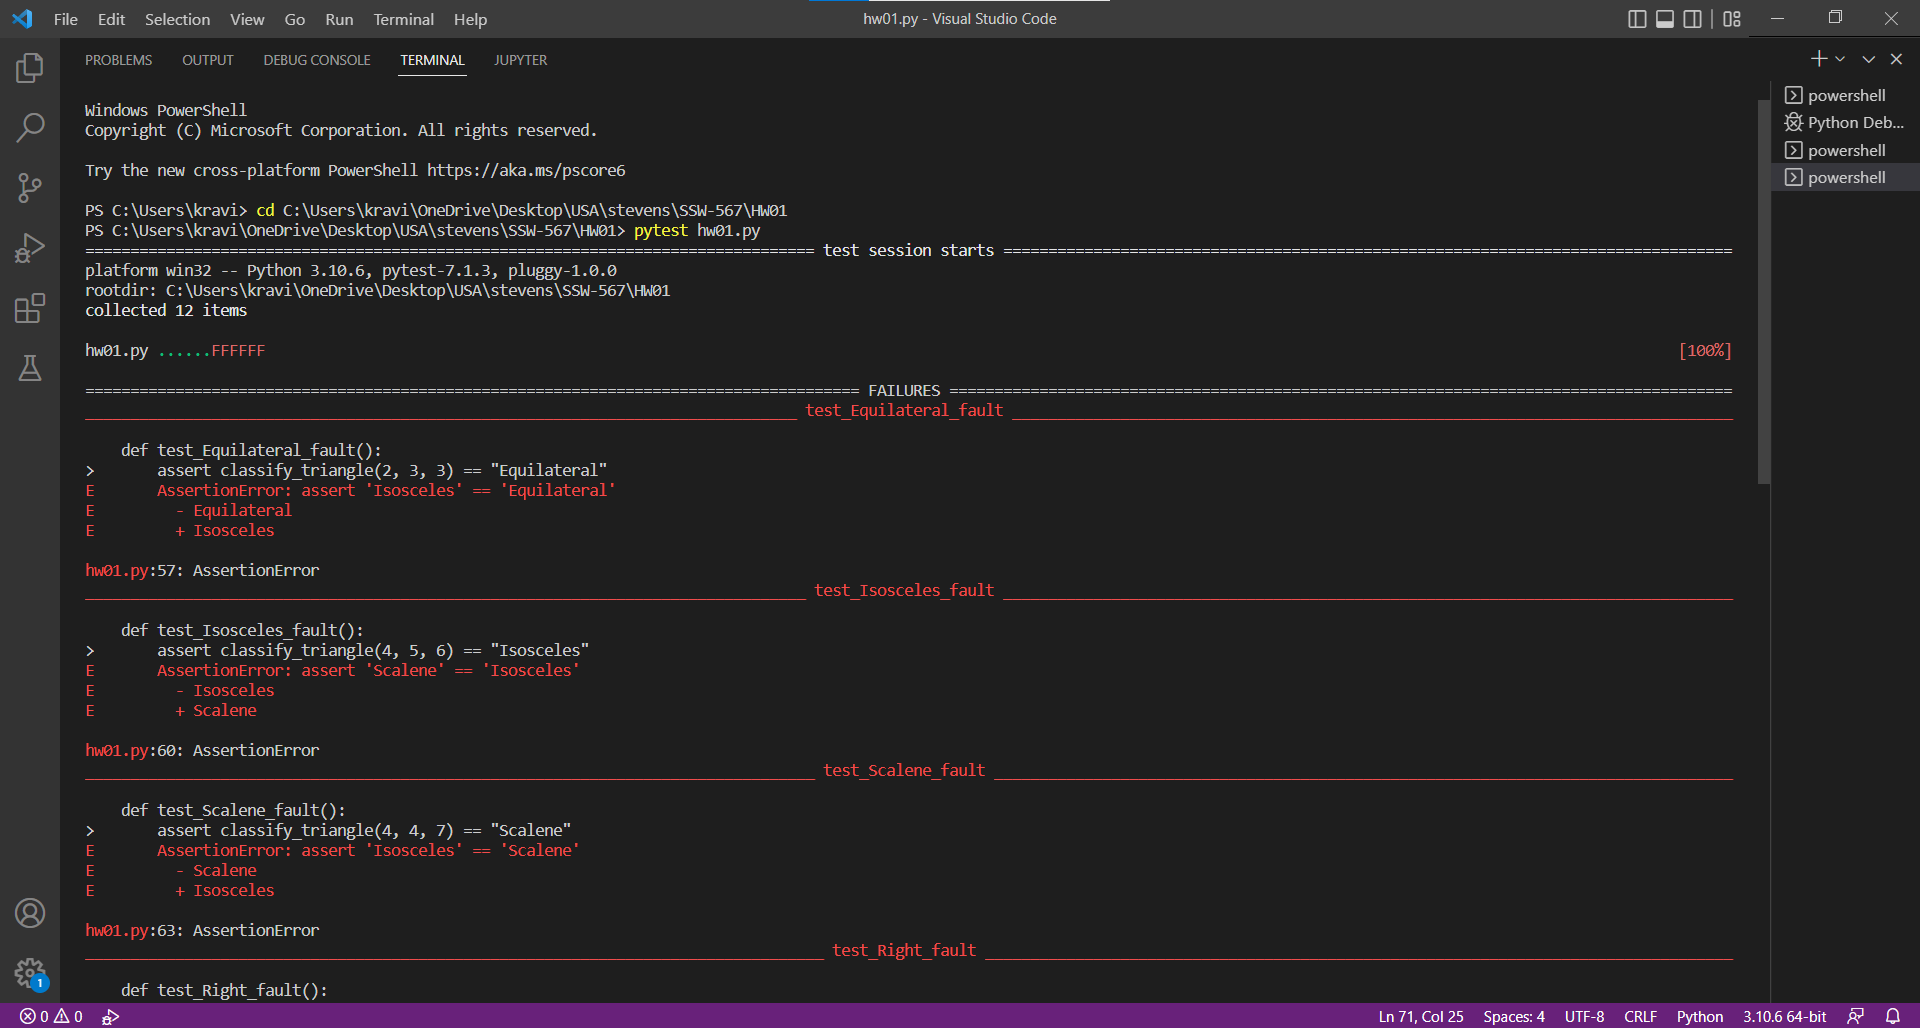 File Edit Selection View Go Run Terminal Help
hw01.py - Visual Studio Code
PROBLEMS OUTPUT DEBUG CONSOLE TERMINAL JUPYTER
Windows PowerShell
Copyright (C) Microsoft Corporation. All rights reserved.
Try the new cross-platform PowerShell https://aka.ms/pscore6
PS C:\Users\kravi> cd C:\Users\kravi\OneDrive\Desktop\USA\stevens\SSW-567\HW01
PS C:\Users\kravi\OneDrive\Desktop\USA\stevens\SSW-567\HW01> pytest hw01.py
================================================================================= test session starts =================================================================================
platform win32 -- Python 3.10.6, pytest-7.1.3, pluggy-1.0.0
rootdir: C:\Users\kravi\OneDrive\Desktop\USA\stevens\SSW-567\HW01
collected 12 items
hw01.py ......FFFFFF [100%]
====================================================================================== FAILURES =======================================================================================
_______________________________________________________________________________ test_Equilateral_fault ________________________________________________________________________________
def test_Equilateral_fault():
> assert classify_triangle(2, 3, 3) == "Equilateral"
E AssertionError: assert 'Isosceles' == 'Equilateral'
E - Equilateral
E + Isosceles
hw01.py:57: AssertionError
________________________________________________________________________________ test_Isosceles_fault _________________________________________________________________________________
def test_Isosceles_fault():
> assert classify_triangle(4, 5, 6) == "Isosceles"
E AssertionError: assert 'Scalene' == 'Isosceles'
E - Isosceles
E + Scalene
hw01.py:60: AssertionError
_________________________________________________________________________________ test_Scalene_fault __________________________________________________________________________________
def test_Scalene_fault():
> assert classify_triangle(4, 4, 7) == "Scalene"
E AssertionError: assert 'Isosceles' == 'Scalene'
E - Scalene
E + Isosceles
hw01.py:63: AssertionError
__________________________________________________________________________________ test_Right_fault ___________________________________________________________________________________
def test_Right_fault():
powershell
Python Deb...
powershell
powershell
1
0 0
Ln 71, Col 25 Spaces: 4 UTF-8 CRLF Python 3.10.6 64-bit